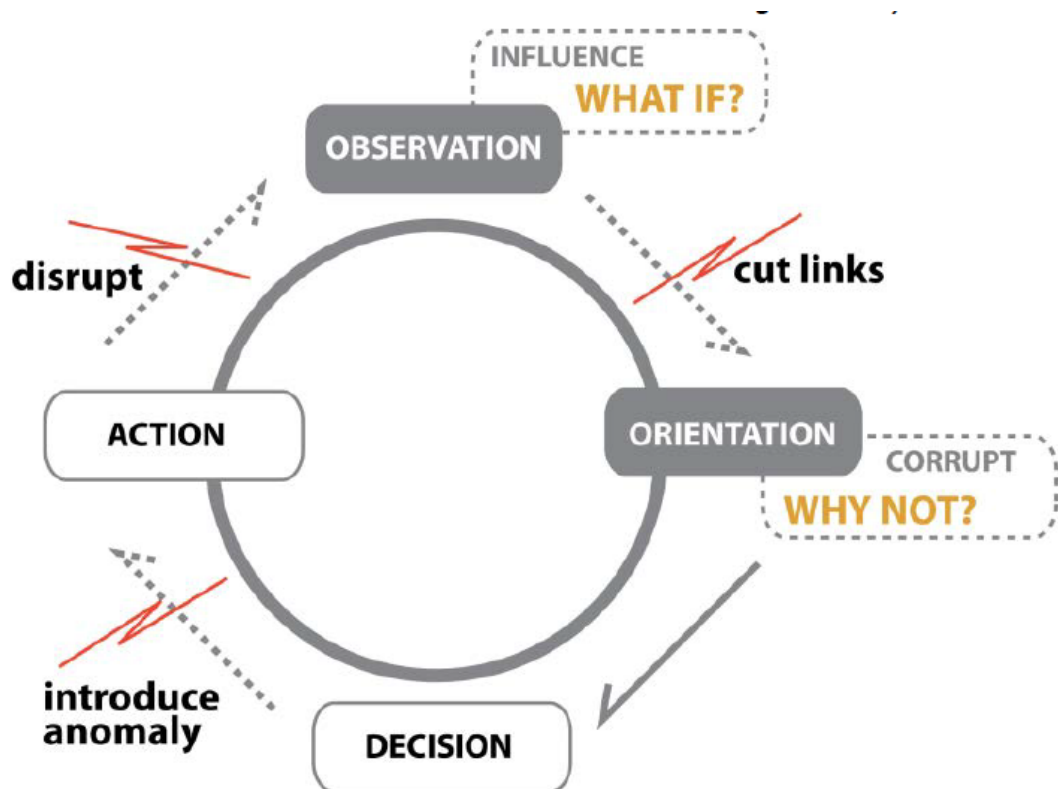 INFLUENCE
WHAT IF?
OBSERVATION
disrupt
cut links
ACTION
ORIENTATION
CORRUPT
WHY NOT?
introduce
anomaly
DECISION